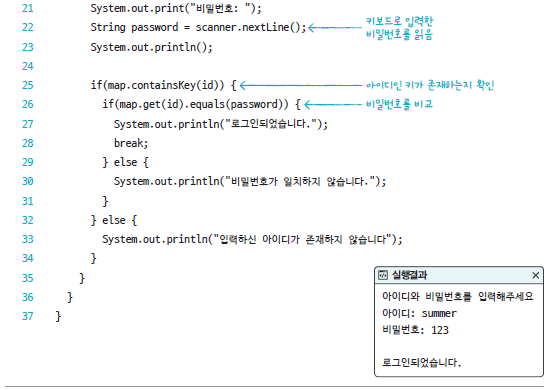 21 System.out.print("비밀번호: ");
22 String password = scanner.nextLine(); 키보드로 입력한
비밀번호를 읽음
23 System.out.println();
24
25 if(map.containsKey(id)) { 아이디인 키가 존재하는지 확인
26 if(map.get(id).equals(password)) { 비밀번호를 비교
27 System.out.println("로그인되었습니다.");
28 break;
29 } else {
30 System.out.println("비밀번호가 일치하지 않습니다.");
31 }
32 } else {
33 System.out.println("입력하신 아이디가 존재하지 않습니다");
34 }
35 }
36 }
37 }
실행결과
아이디와 비밀번호를 입력해주세요
아이디: summer
비밀번호: 123
로그인되었습니다.